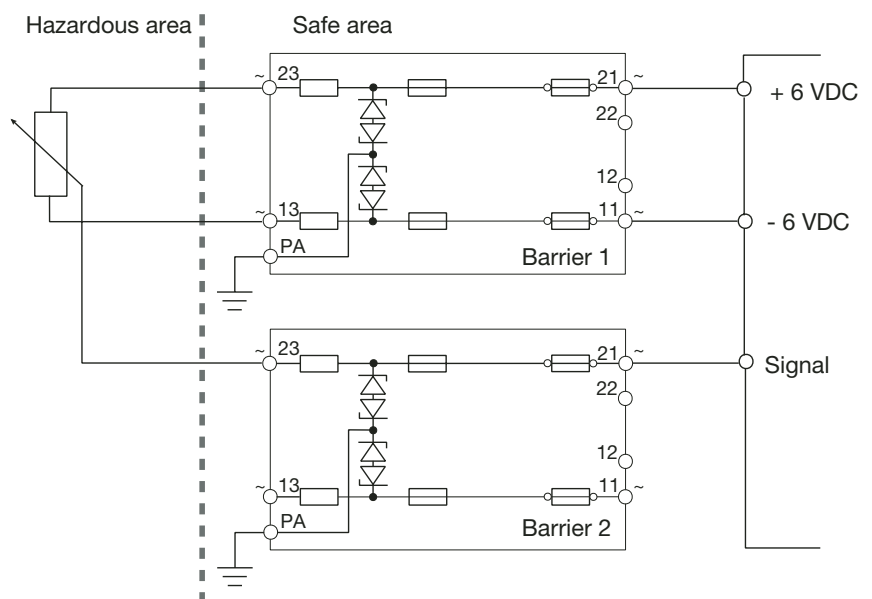 Hazardous area
Safe area
~ 23
21 ~
+ 6 VDC
22
12
~ 13
11 ~
- 6 VDC
PA
Barrier 1
~ 23
21 ~
Signal
22
12
~ 13
11 ~
PA
Barrier 2